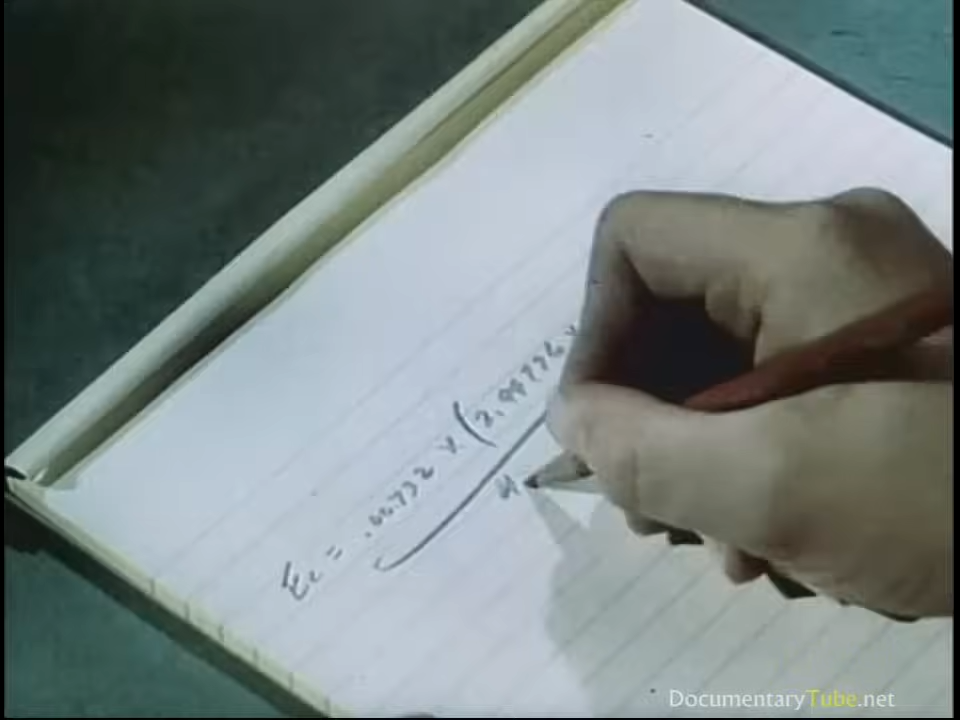 Ec = .00732 x (2.99776 x
4
DocumentaryTube.net